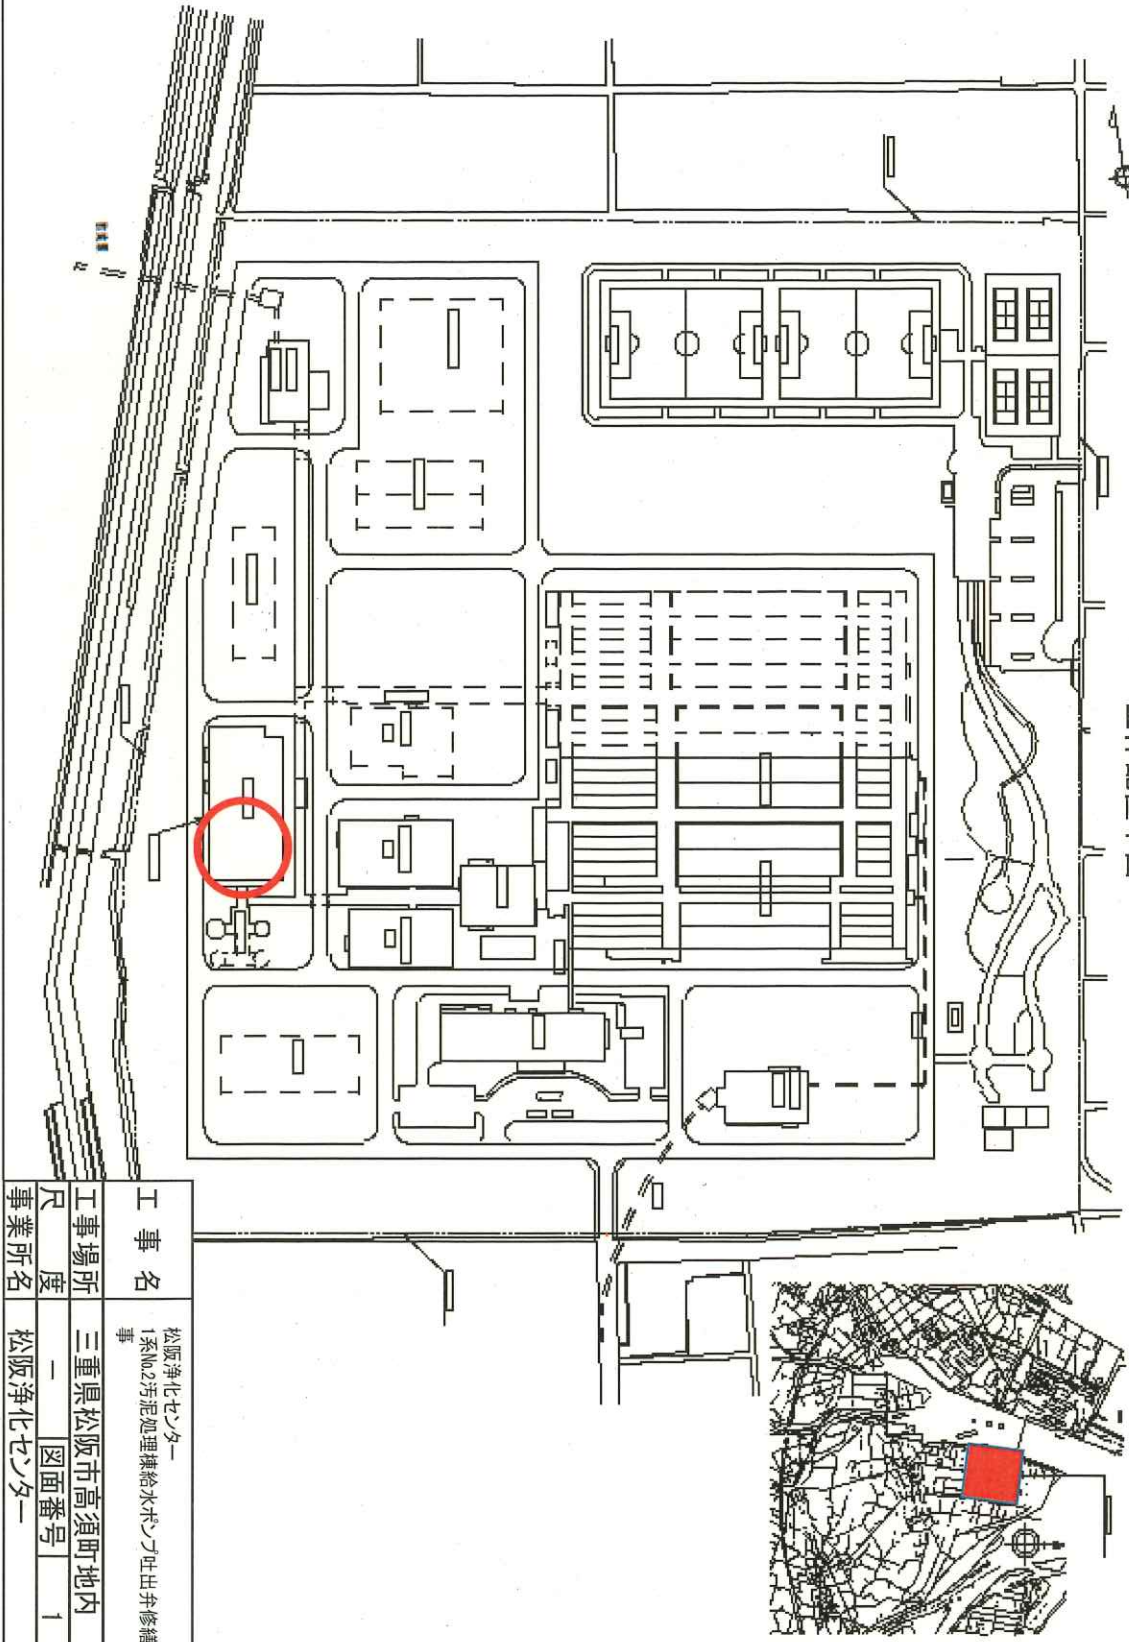 工事名
松阪浄化センター
1系No.2汚泥処理棟給水ポンプ吐出弁修繕工
事
工事場所
三重県松阪市高須町地内
尺度
－
図面番号
1
事業所名
松阪浄化センター